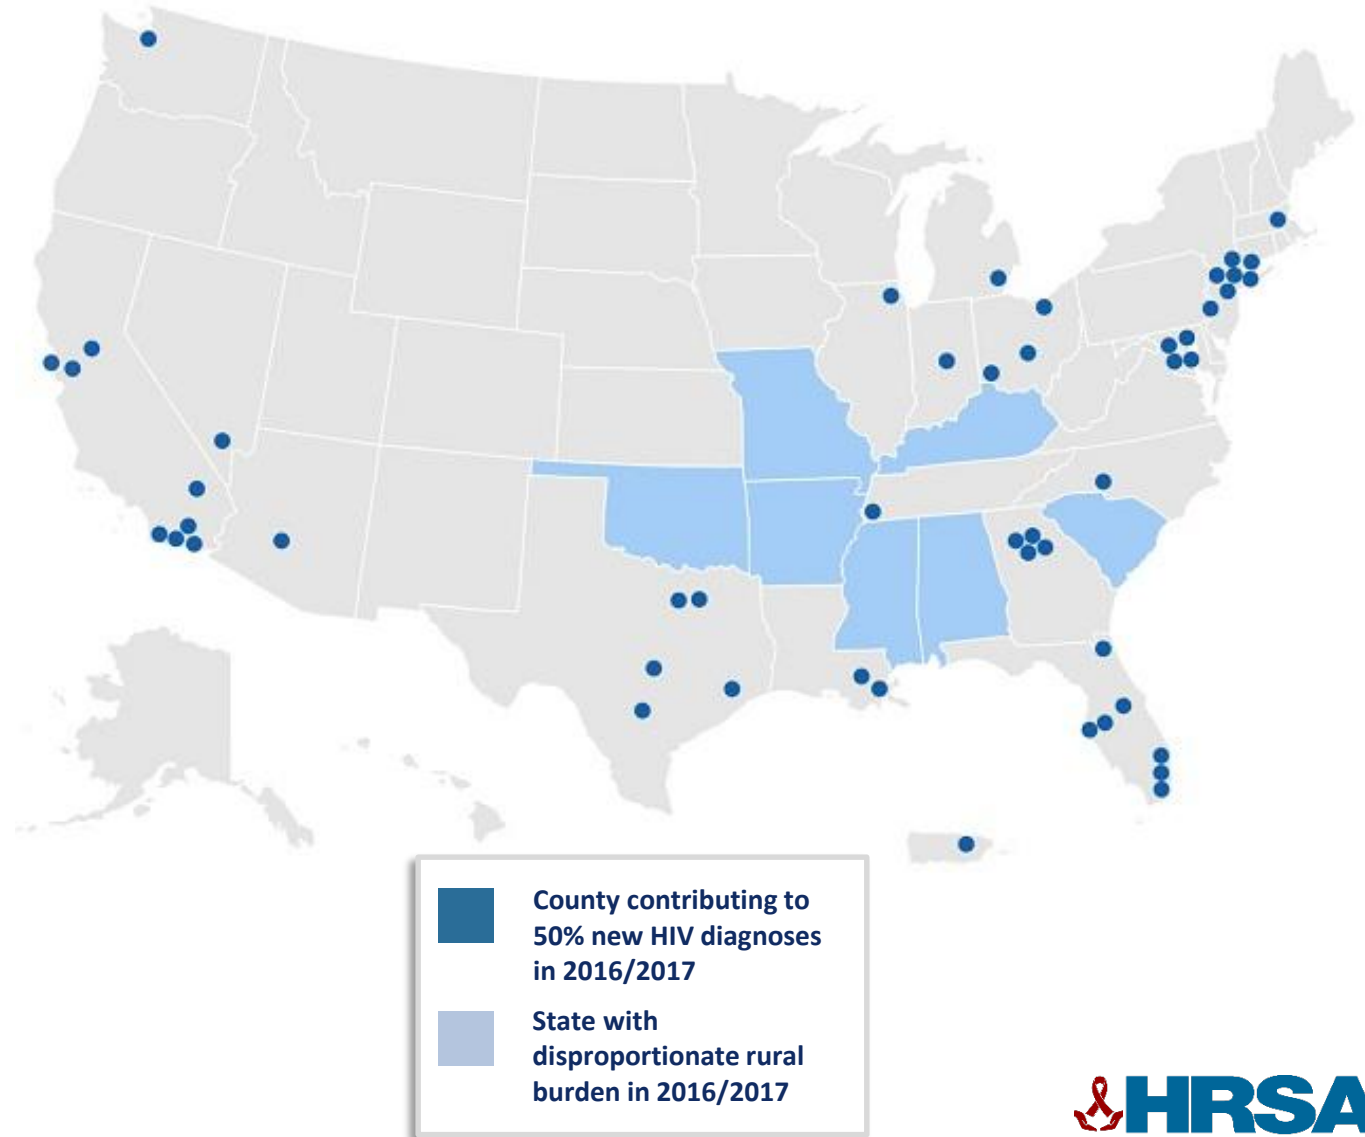 County contributing to
50% new HIV diagnoses
in 2016/2017
State with
disproportionate rural
burden in 2016/2017
HRSA